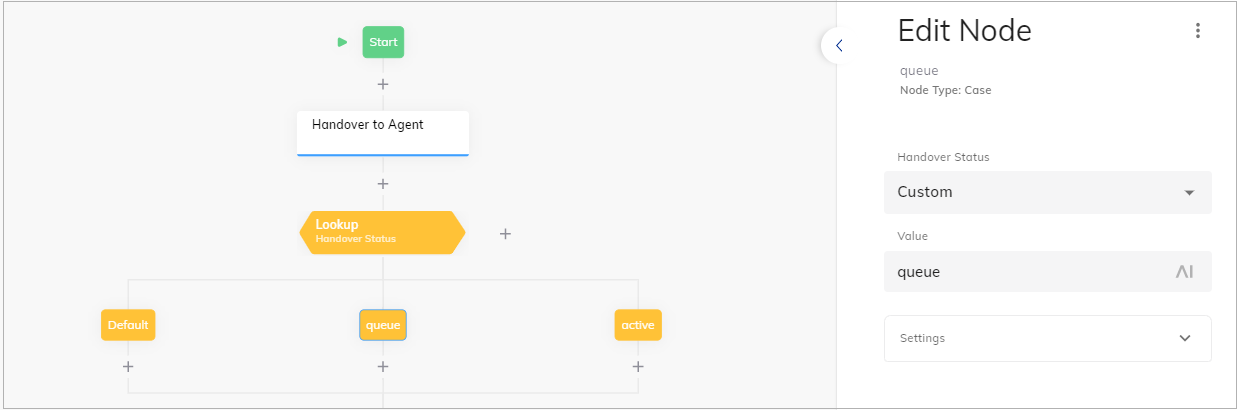 Start
Handover to Agent
Lookup
Handover Status
Default
queue
active
Edit Node
queue
Node Type: Case
Handover Status
Custom
Value
queue
AI
Settings